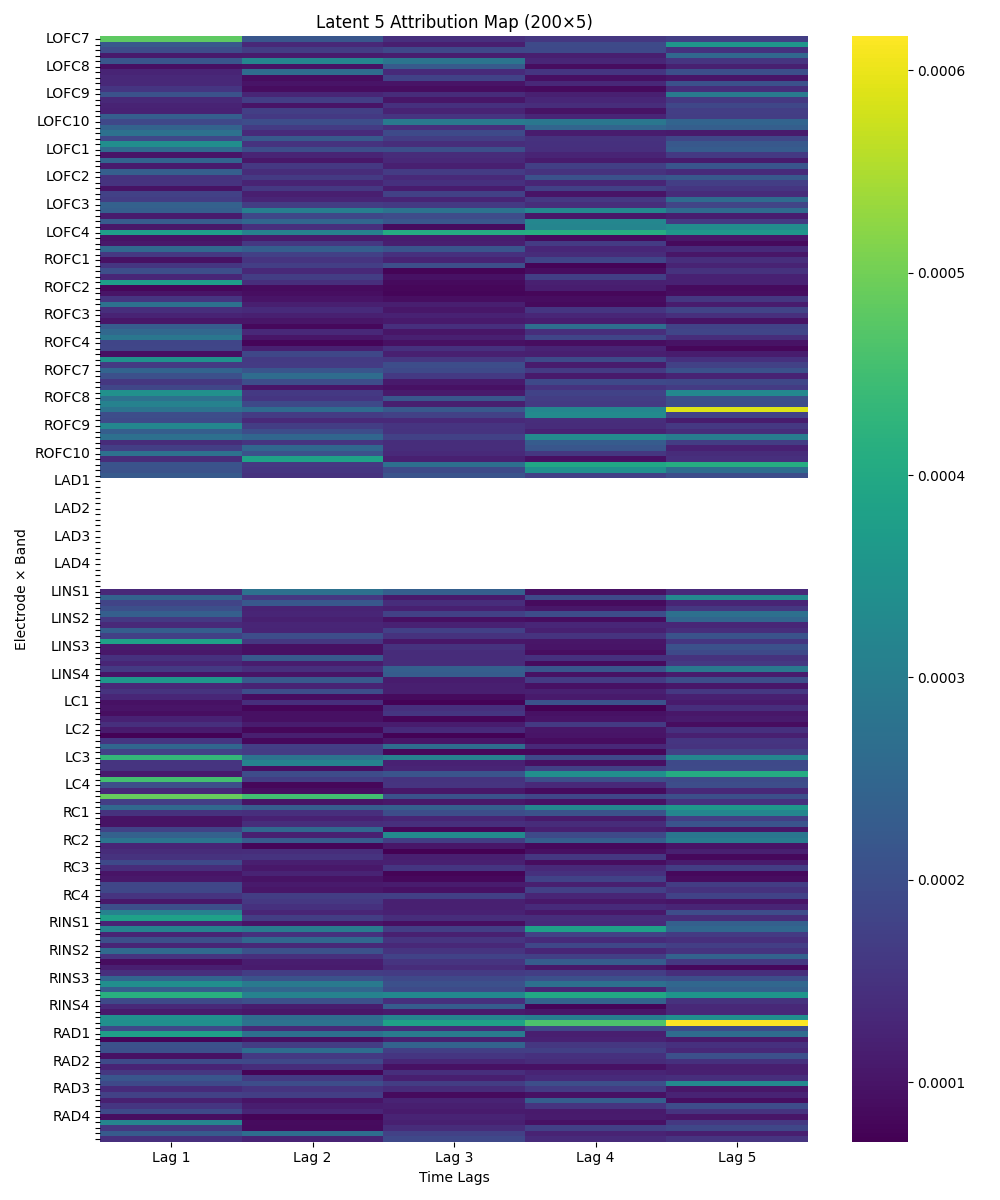 Latent 5 Attribution Map (200×5)
Electrode × Band
LOFC7
LOFC8
LOFC9
LOFC10
LOFC1
LOFC2
LOFC3
LOFC4
ROFC1
ROFC2
ROFC3
ROFC4
ROFC7
ROFC8
ROFC9
ROFC10
LAD1
LAD2
LAD3
LAD4
LINS1
LINS2
LINS3
LINS4
LC1
LC2
LC3
LC4
RC1
RC2
RC3
RC4
RINS1
RINS2
RINS3
RINS4
RAD1
RAD2
RAD3
RAD4
Lag 1 Lag 2 Lag 3 Lag 4 Lag 5
Time Lags
0.0006
0.0005
0.0004
0.0003
0.0002
0.0001